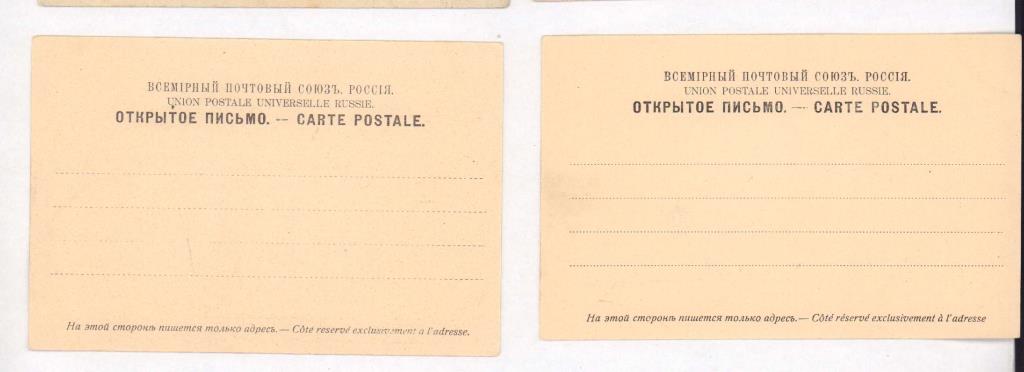 ВСЕМІРНЫЙ ПОЧТОВЫЙ СОЮЗЪ. РОССІЯ.
UNION POSTALE UNIVERSELLE RUSSIE.
ОТКРЫТОЕ ПИСЬМО. — CARTE POSTALE.
На этой сторонѣ пишется только адресъ. — Côté réservé exclusivement à l'adresse.
ВСЕМІРНЫЙ ПОЧТОВЫЙ СОЮЗЪ. РОССІЯ.
UNION POSTALE UNIVERSELLE RUSSIE.
ОТКРЫТОЕ ПИСЬМО. — CARTE POSTALE.
На этой сторонѣ пишется только адресъ. — Côté reservé exclusivement à l'adresse